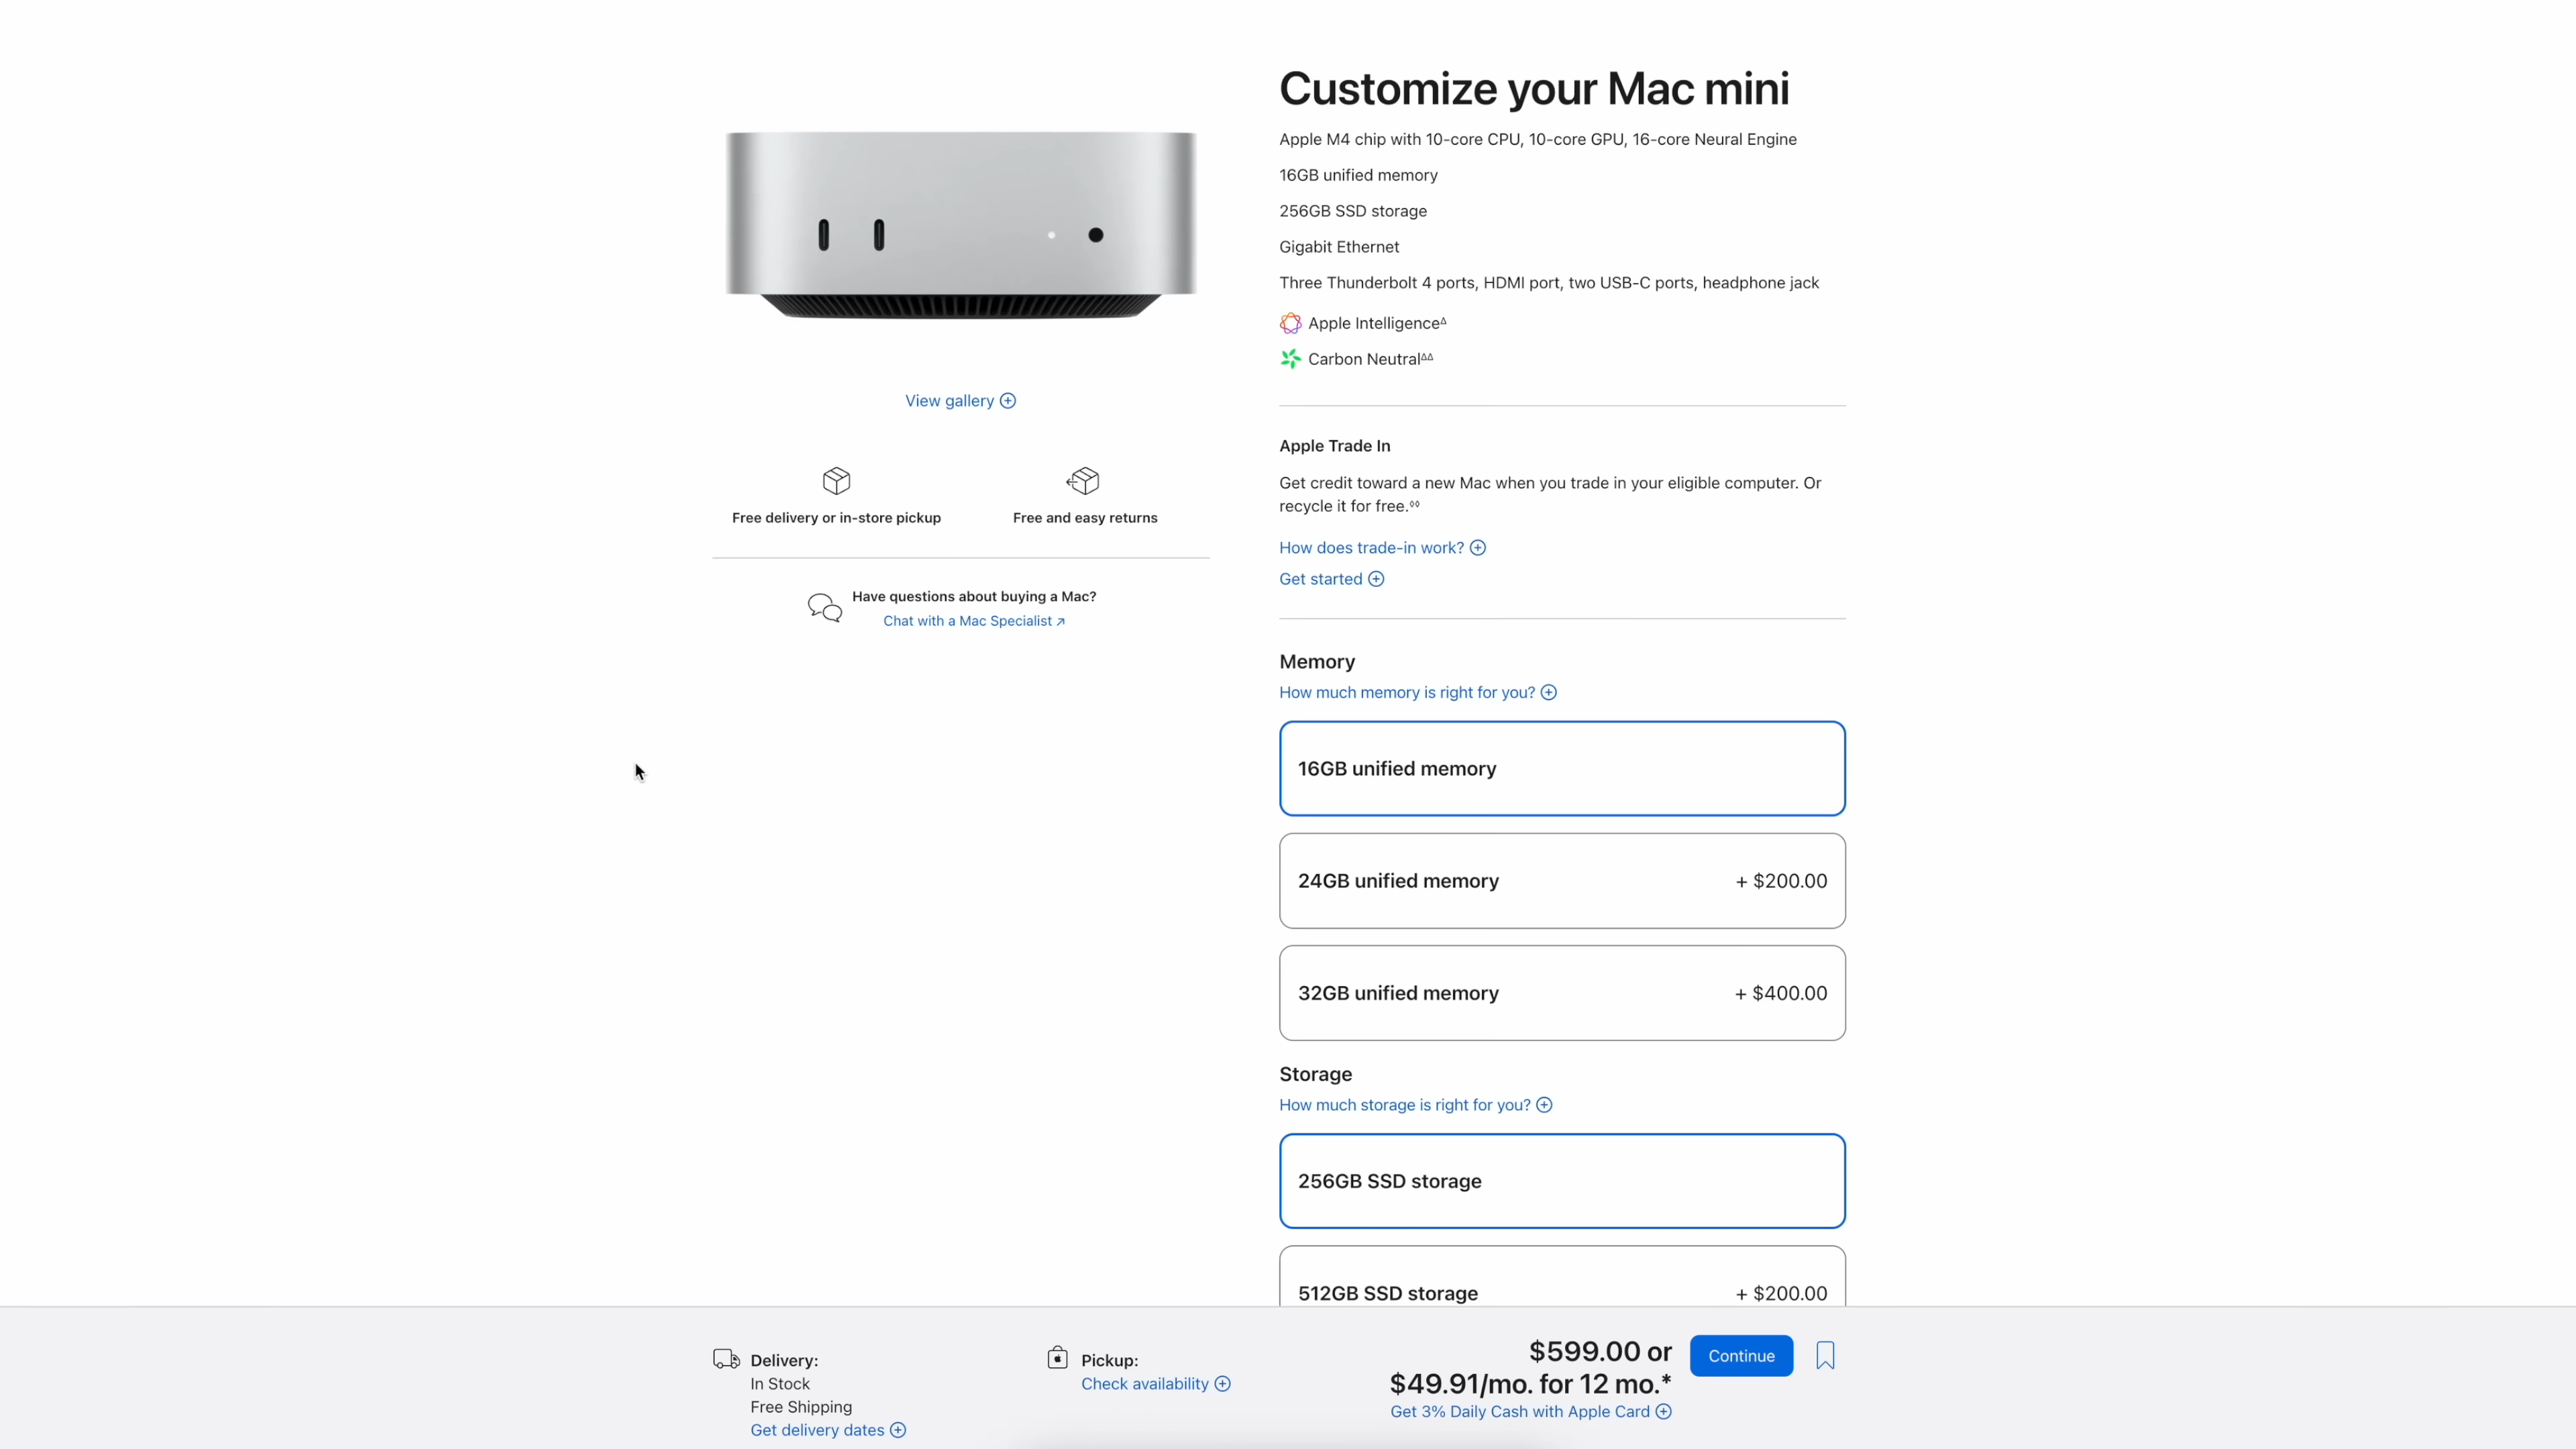 Customize your Mac mini
Apple M4 chip with 10-core CPU, 10-core GPU, 16-core Neural Engine
16GB unified memory
256GB SSD storage
Gigabit Ethernet
Three Thunderbolt 4 ports, HDMI port, two USB-C ports, headphone jack
Apple Intelligence∆
Carbon Neutral∆∆
View gallery
Free delivery or in-store pickup
Free and easy returns
Have questions about buying a Mac?
Chat with a Mac Specialist ↗
Apple Trade In
Get credit toward a new Mac when you trade in your eligible computer. Or
recycle it for free.◊◊
How does trade-in work?
Get started
Memory
How much memory is right for you?
16GB unified memory
24GB unified memory + $200.00
32GB unified memory + $400.00
Storage
How much storage is right for you?
256GB SSD storage
512GB SSD storage + $200.00
Delivery:
In Stock
Free Shipping
Get delivery dates
Pickup:
Check availability
$599.00 or
$49.91/mo. for 12 mo.*
Get 3% Daily Cash with Apple Card
Continue